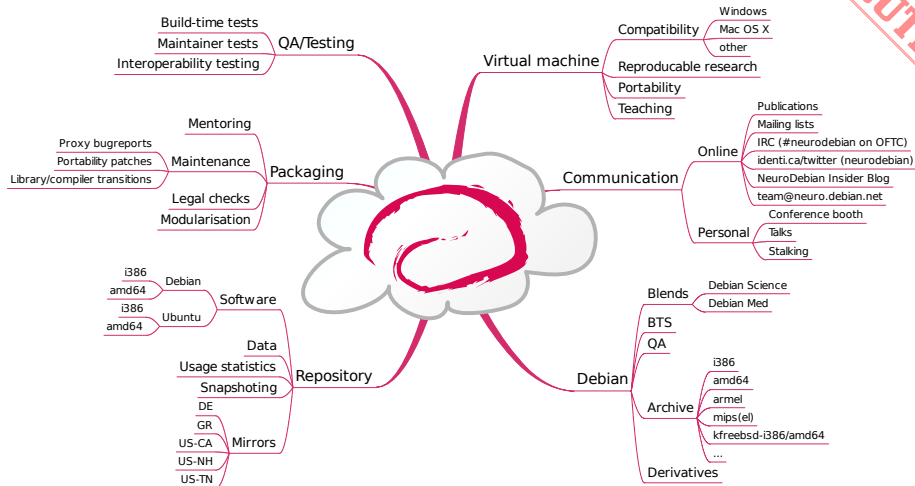 Build-time tests
Maintainer tests
Interoperability testing
QA/Testing
Mentoring
Proxy bugreports
Portability patches
Library/compiler transitions
Maintenance
Legal checks
Modularisation
Packaging
i386
amd64
Debian
i386
amd64
Ubuntu
Software
Data
Usage statistics
Snapshoting
DE
GR
US-CA
US-NH
US-TN
Mirrors
Repository
Virtual machine
Compatibility
Windows
Mac OS X
other
Reproducable research
Portability
Teaching
Communication
Online
Publications
Mailing lists
IRC (#neurodebian on OFTC)
identi.ca/twitter (neurodebian)
NeuroDebian Insider Blog
team@neuro.debian.net
Personal
Conference booth
Talks
Stalking
Debian
Blends
Debian Science
Debian Med
BTS
QA
Archive
i386
amd64
armel
mips(el)
kfreebsd-i386/amd64
...
Derivatives